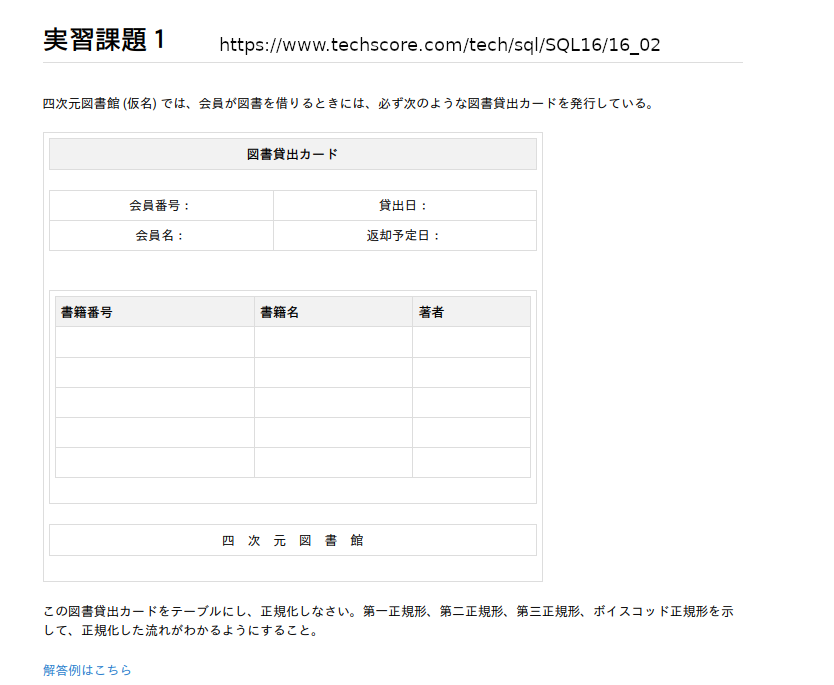 実習課題 1 https://www.techscore.com/tech/sql/SQL16/16_02
四次元図書館 (仮名) では、会員が図書を借りるときには、必ず次のような図書貸出カードを発行している。
図書貸出カード
会員番号： 貸出日：
会員名： 返却予定日：
書籍番号 書籍名 著者
四 次 元 図 書 館
この図書貸出カードをテーブルにし、正規化しなさい。第一正規形、第二正規形、第三正規形、ボイスコッド正規形を示
して、正規化した流れがわかるようにすること。
解答例はこちら